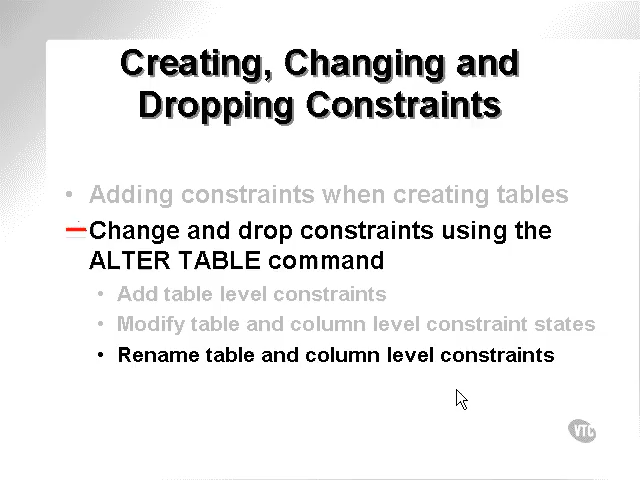 Creating, Changing and
Dropping Constraints
• Adding constraints when creating tables
Change and drop constraints using the
ALTER TABLE command
• Add table level constraints
• Modify table and column level constraint states
• Rename table and column level constraints
VTC